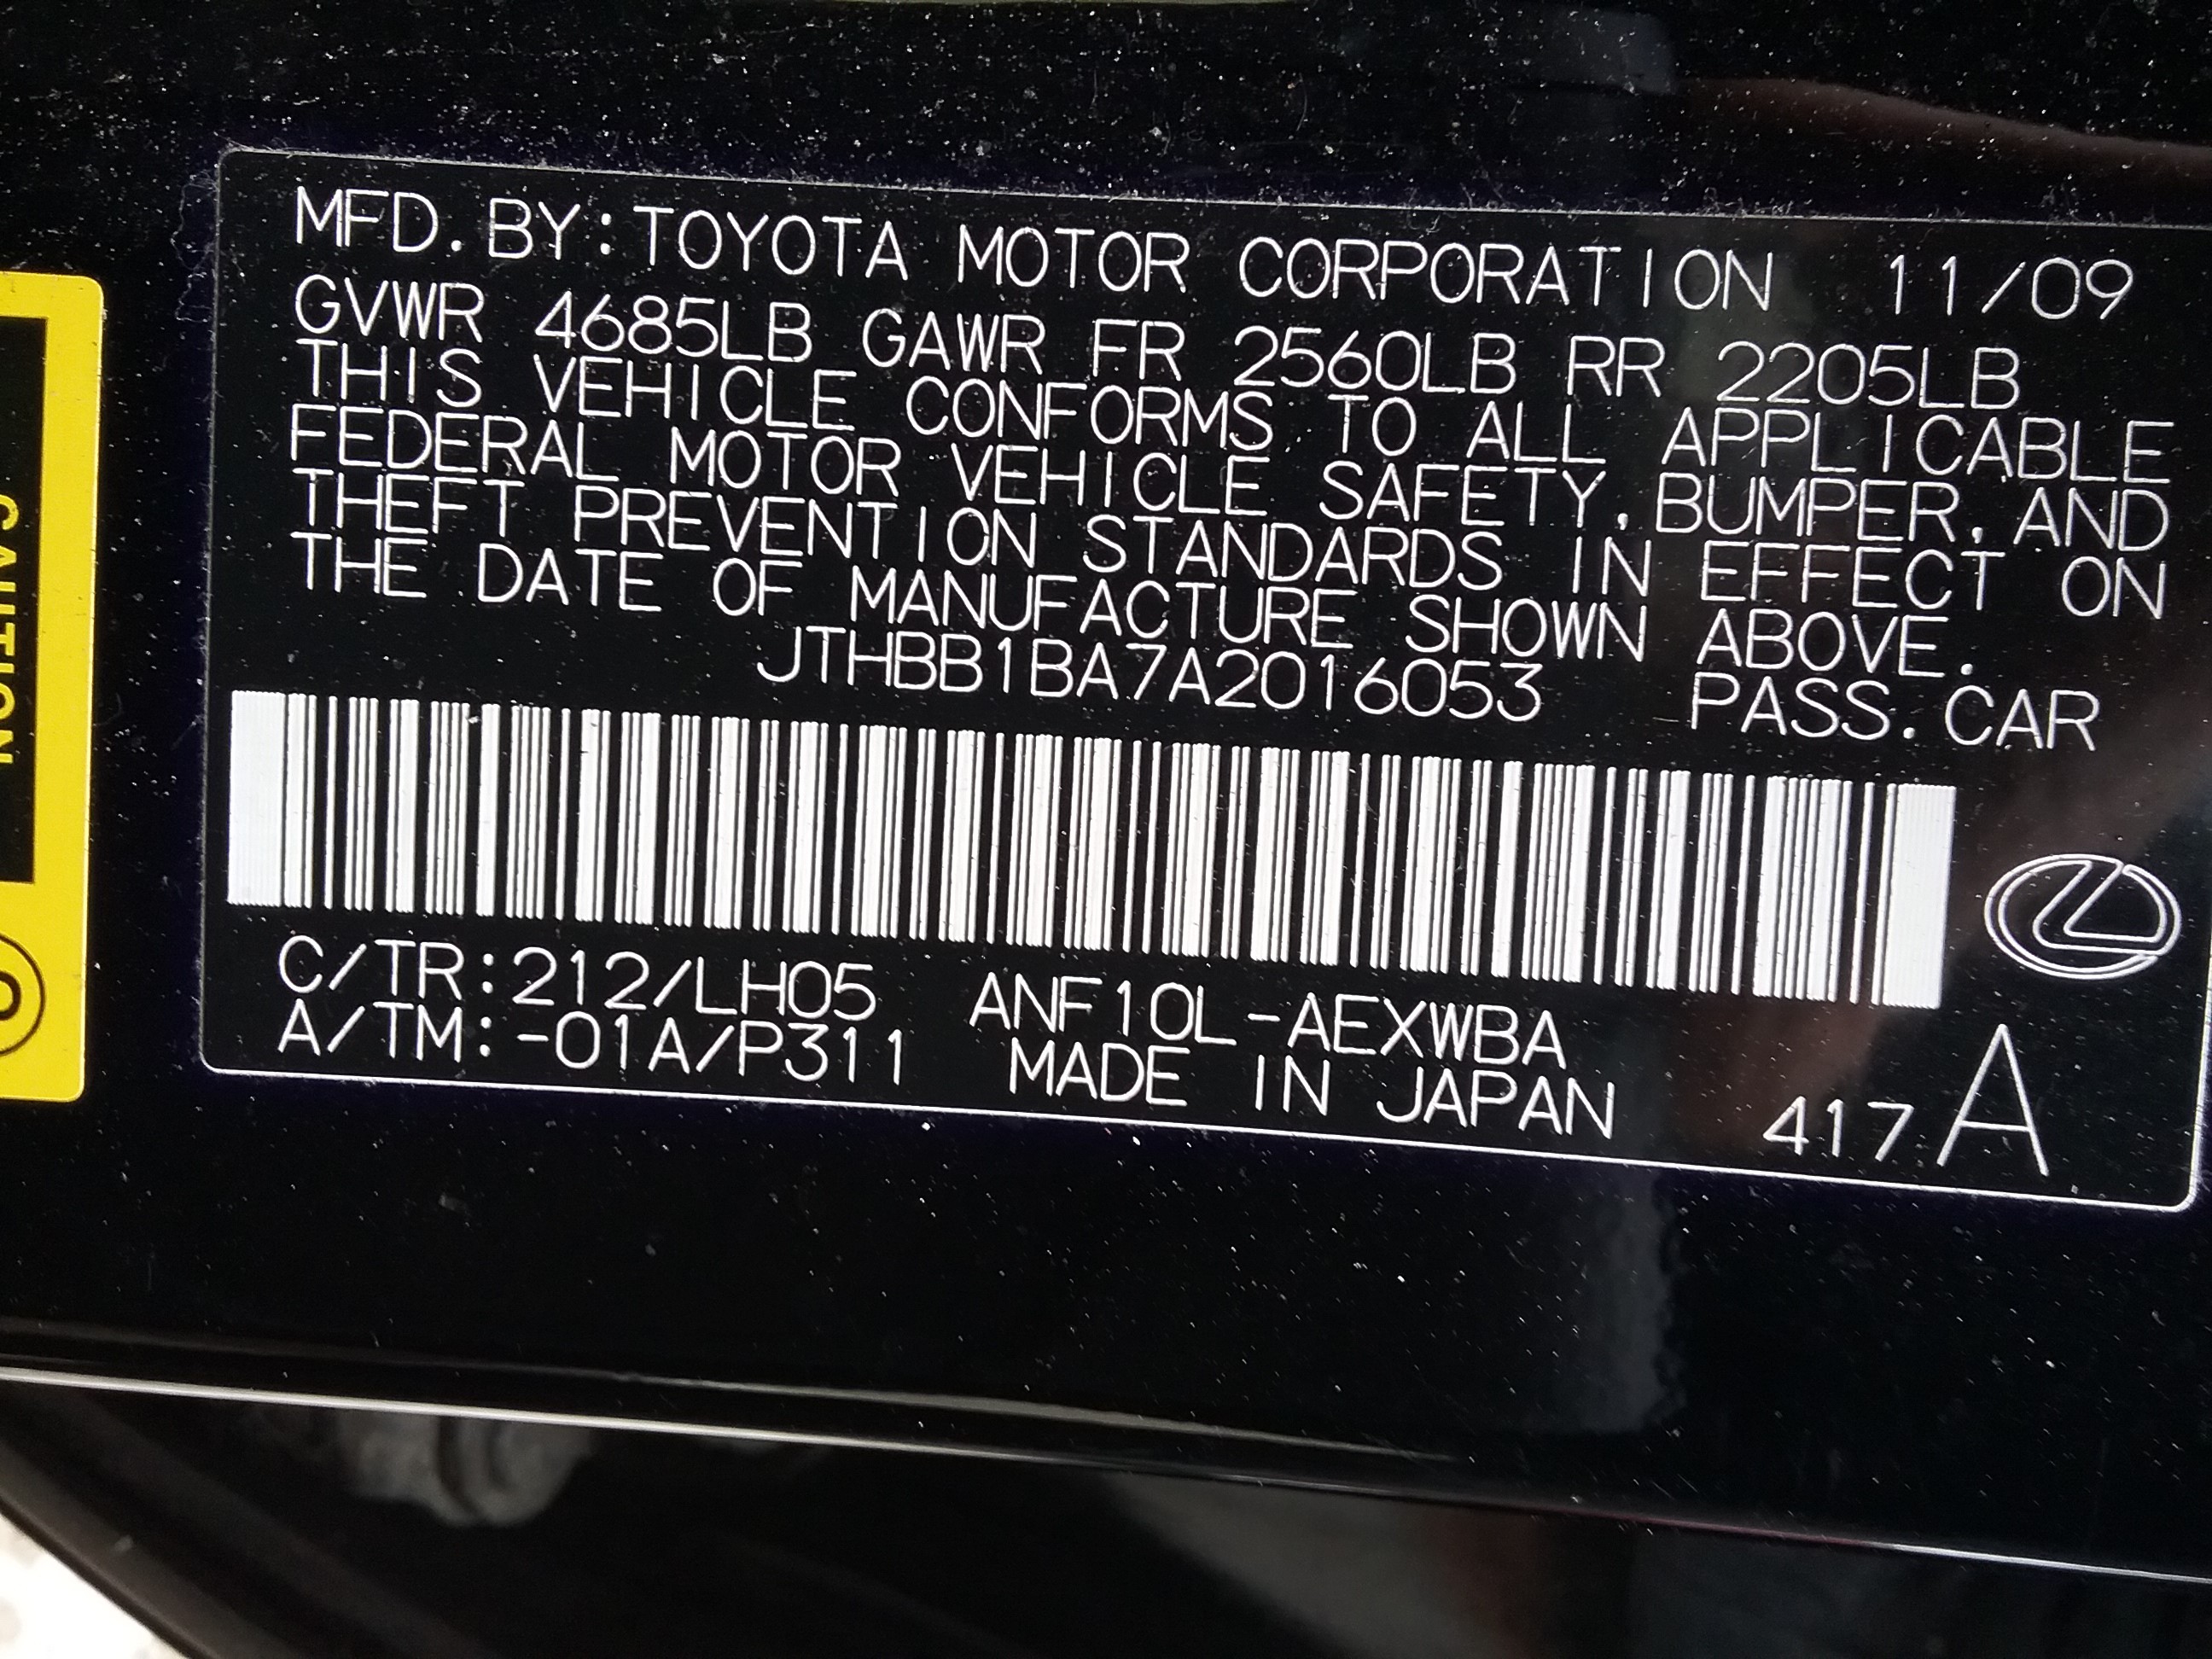 MFD. BY: TOYOTA MOTOR CORPORATION 11/09
GVWR 4685LB GAWR FR 2560LB RR 2205LB
THIS VEHICLE CONFORMS TO ALL APPLICABLE
FEDERAL MOTOR VEHICLE SAFETY, BUMPER, AND
THEFT PREVENTION STANDARDS IN EFFECT ON
THE DATE OF MANUFACTURE SHOWN ABOVE.
JTHBB1BA7A2016053 PASS. CAR
C/TR: 212/LH05 ANF10L-AEXWBA
A/TM: -01A/P311 MADE IN JAPAN 417 A
CAUTION